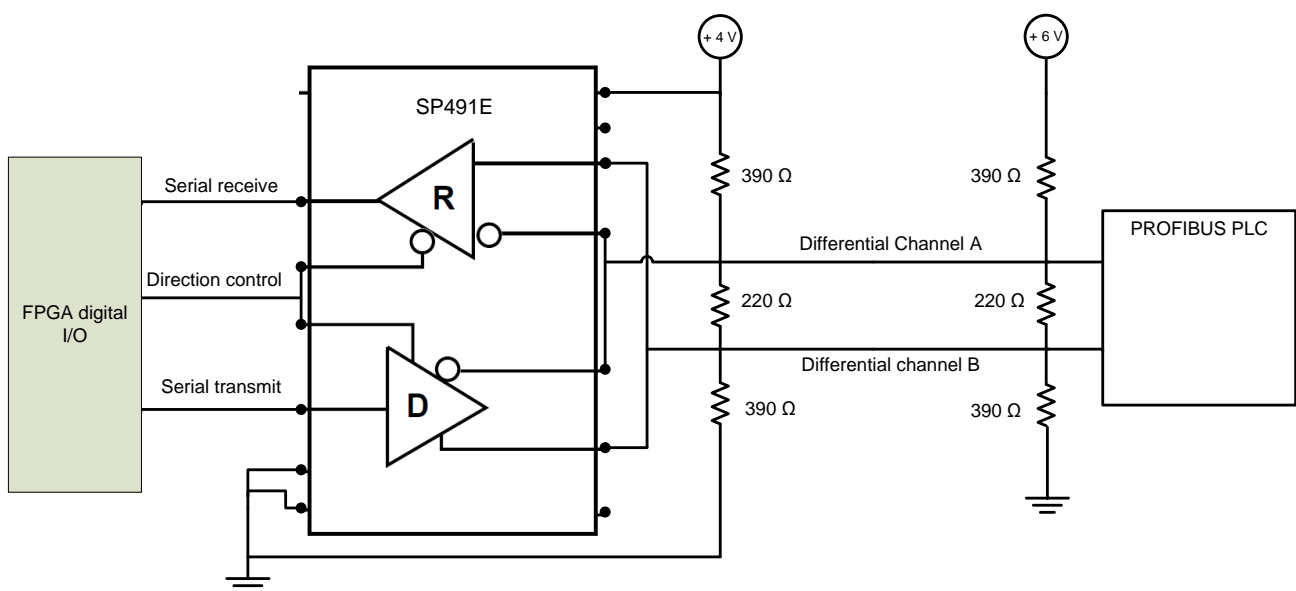 + 4 V
+ 6 V
SP491E
R
390 Ω
390 Ω
Serial receive
PROFIBUS PLC
Differential Channel A
Direction control
220 Ω
220 Ω
FPGA digital
I/O
Differential channel B
Serial transmit
D
390 Ω
390 Ω